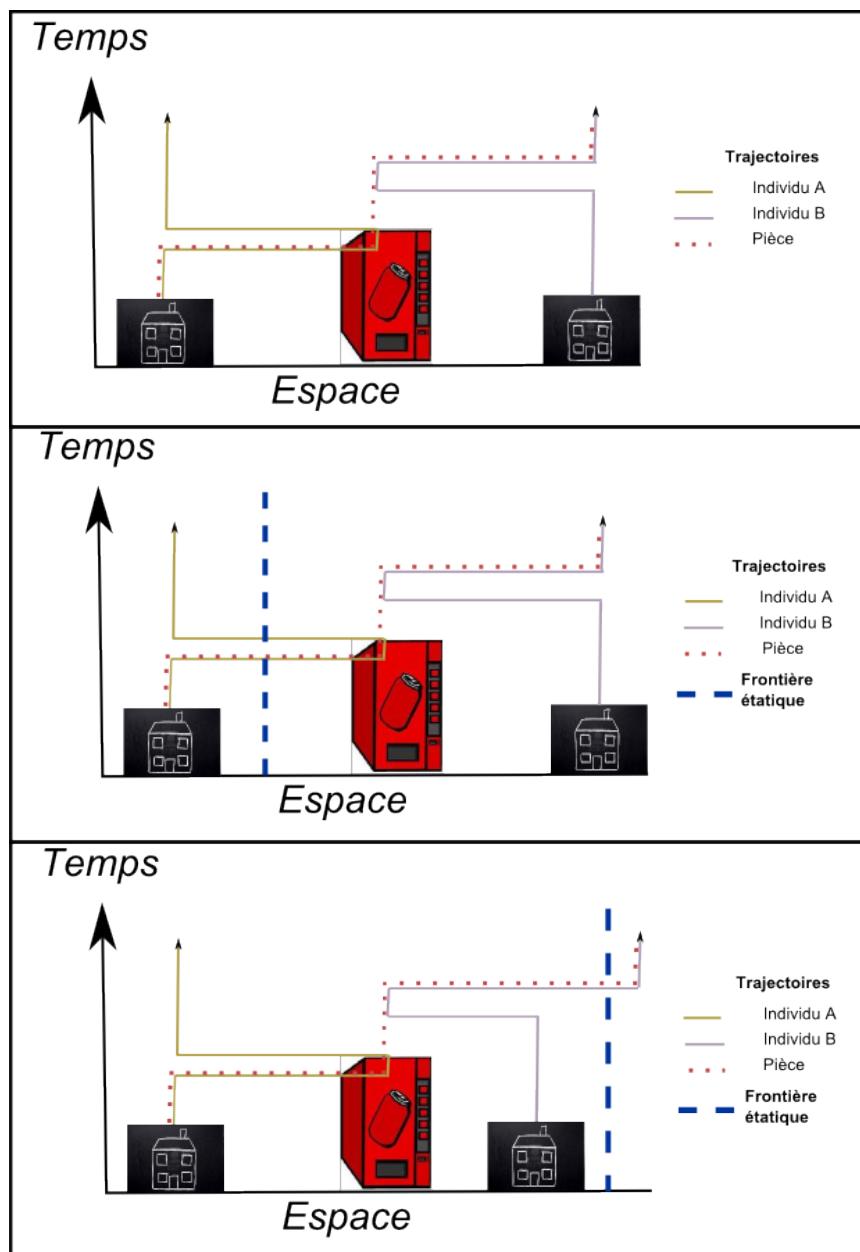 Temps
Trajectoires
Individu A
Individu B
Pièce
Espace
Temps
Trajectoires
Individu A
Individu B
Pièce
Frontière
étatique
Espace
Temps
Trajectoires
Individu A
Individu B
Pièce
Frontière
étatique
Espace